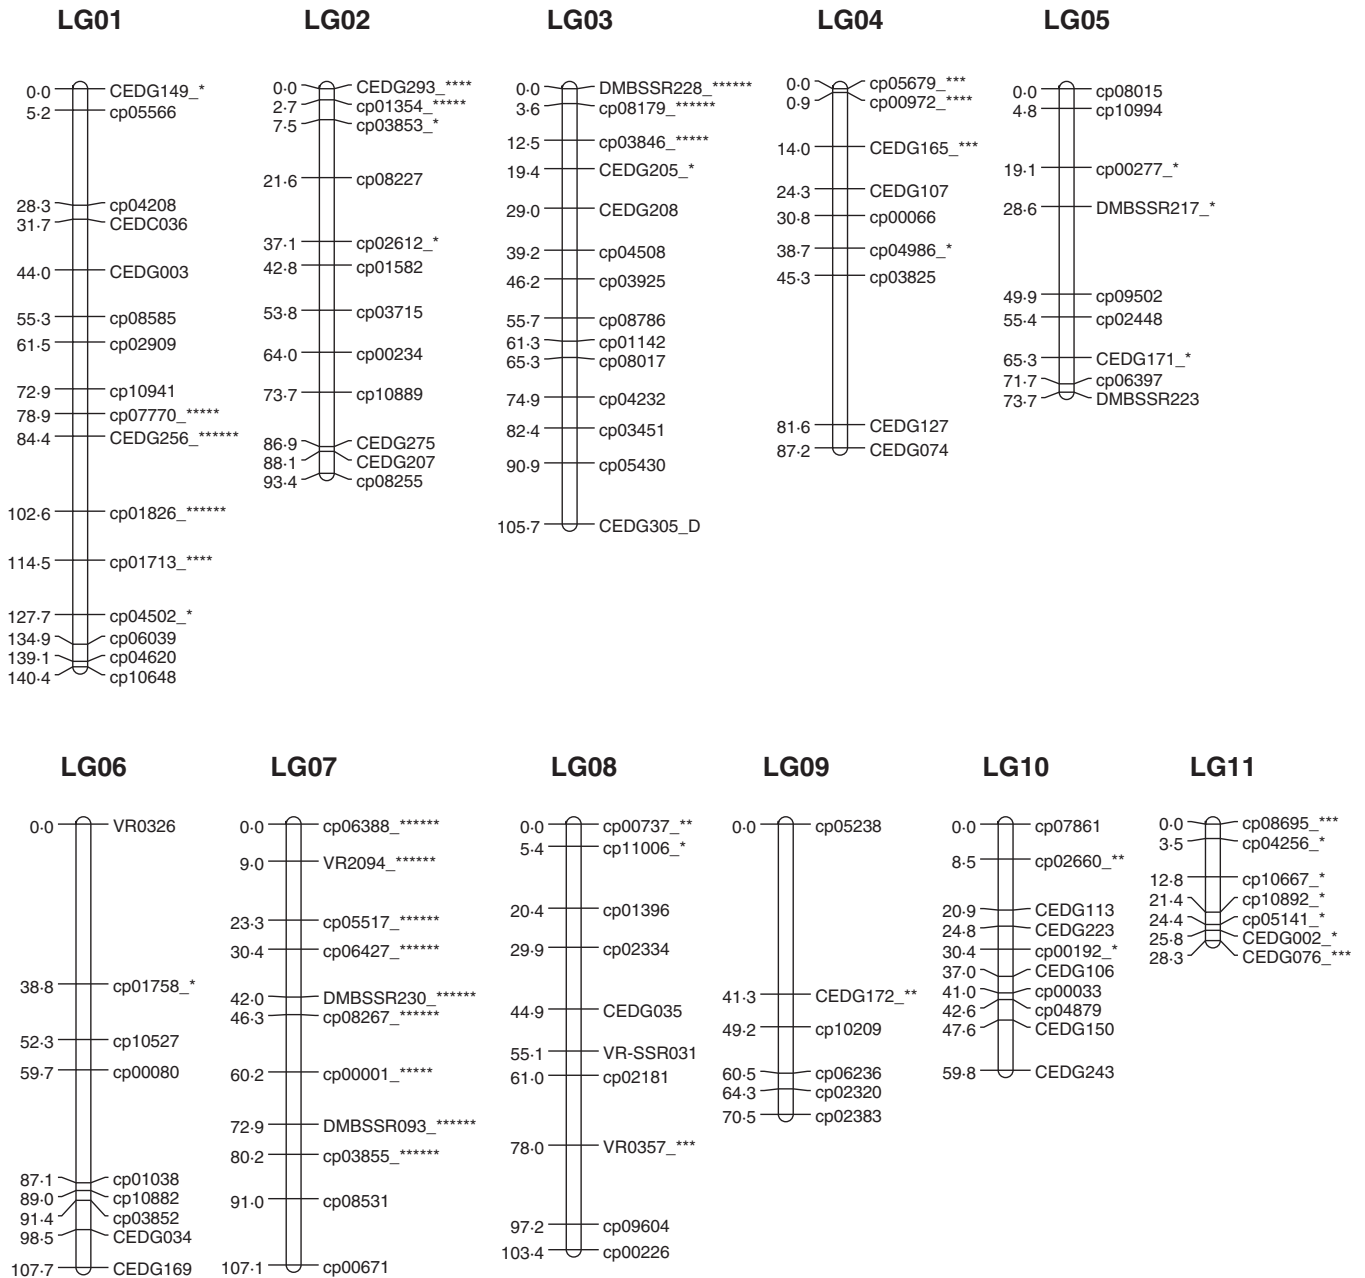 LG01
0·0 CEDG149_*
5·2 cp05566
28·3 cp04208
31·7 CEDC036
44·0 CEDG003
55·3 cp08585
61·5 cp02909
72·9 cp10941
78·9 cp07770_*****
84·4 CEDG256_******
102·6 cp01826_******
114·5 cp01713_****
127·7 cp04502_*
134·9 cp06039
139·1 cp04620
140·4 cp10648
LG02
0·0 CEDG293_****
2·7 cp01354_*****
7·5 cp03853_*
21·6 cp08227
37·1 cp02612_*
42·8 cp01582
53·8 cp03715
64·0 cp00234
73·7 cp10889
86·9 CEDG275
88·1 CEDG207
93·4 cp08255
LG03
0·0 DMBSSR228_******
3·6 cp08179_******
12·5 cp03846_*****
19·4 CEDG205_*
29·0 CEDG208
39·2 cp04508
46·2 cp03925
55·7 cp08786
61·3 cp01142
65·3 cp08017
74·9 cp04232
82·4 cp03451
90·9 cp05430
105·7 CEDG305_D
LG04
0·0 cp05679_***
0·9 cp00972_****
14·0 CEDG165_***
24·3 CEDG107
30·8 cp00066
38·7 cp04986_*
45·3 cp03825
81·6 CEDG127
87·2 CEDG074
LG05
0·0 cp08015
4·8 cp10994
19·1 cp00277_*
28·6 DMBSSR217_*
49·9 cp09502
55·4 cp02448
65·3 CEDG171_*
71·7 cp06397
73·7 DMBSSR223
LG06
0·0 VR0326
38·8 cp01758_*
52·3 cp10527
59·7 cp00080
87·1 cp01038
89·0 cp10882
91·4 cp03852
98·5 CEDG034
107·7 CEDG169
LG07
0·0 cp06388_******
9·0 VR2094_******
23·3 cp05517_******
30·4 cp06427_******
42·0 DMBSSR230_******
46·3 cp08267_******
60·2 cp00001_*****
72·9 DMBSSR093_******
80·2 cp03855_******
91·0 cp08531
107·1 cp00671
LG08
0·0 cp00737_**
5·4 cp11006_*
20·4 cp01396
29·9 cp02334
44·9 CEDG035
55·1 VR-SSR031
61·0 cp02181
78·0 VR0357_***
97·2 cp09604
103·4 cp00226
LG09
0·0 cp05238
41·3 CEDG172_**
49·2 cp10209
60·5 cp06236
64·3 cp02320
70·5 cp02383
LG10
0·0 cp07861
8·5 cp02660_**
20·9 CEDG113
24·8 CEDG223
30·4 cp00192_*
37·0 CEDG106
41·0 cp00033
42·6 cp04879
47·6 CEDG150
59·8 CEDG243
LG11
0·0 cp08695_***
3·5 cp04256_*
12·8 cp10667_*
21·4 cp10892_*
24·4 cp05141_*
25·8 CEDG002_*
28·3 CEDG076_***